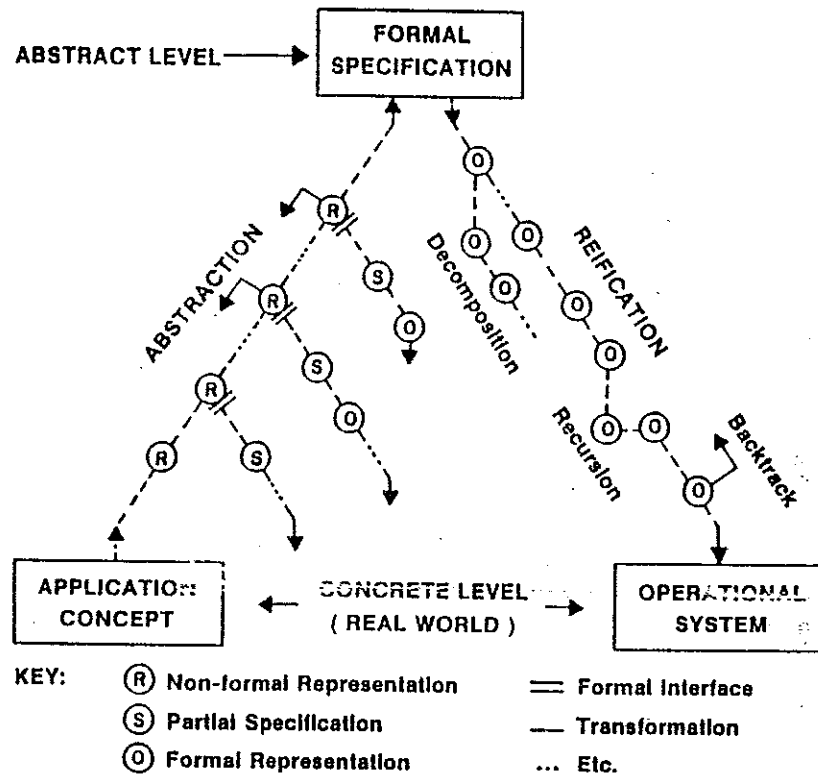 FORMAL
SPECIFICATION
ABSTRACT LEVEL
R
O
ABSTRACTION
R
S
O
Decomposition
O
O
O
REIFICATION
O
O
R
S
O
R
S
Recursion
O
O
O
Backtrack
APPLICATION
CONCEPT
CONCRETE LEVEL
( REAL WORLD )
OPERATIONAL
SYSTEM
KEY:
R Non-formal Representation
= Formal Interface
S Partial Specification
— Transformation
O Formal Representation
... Etc.